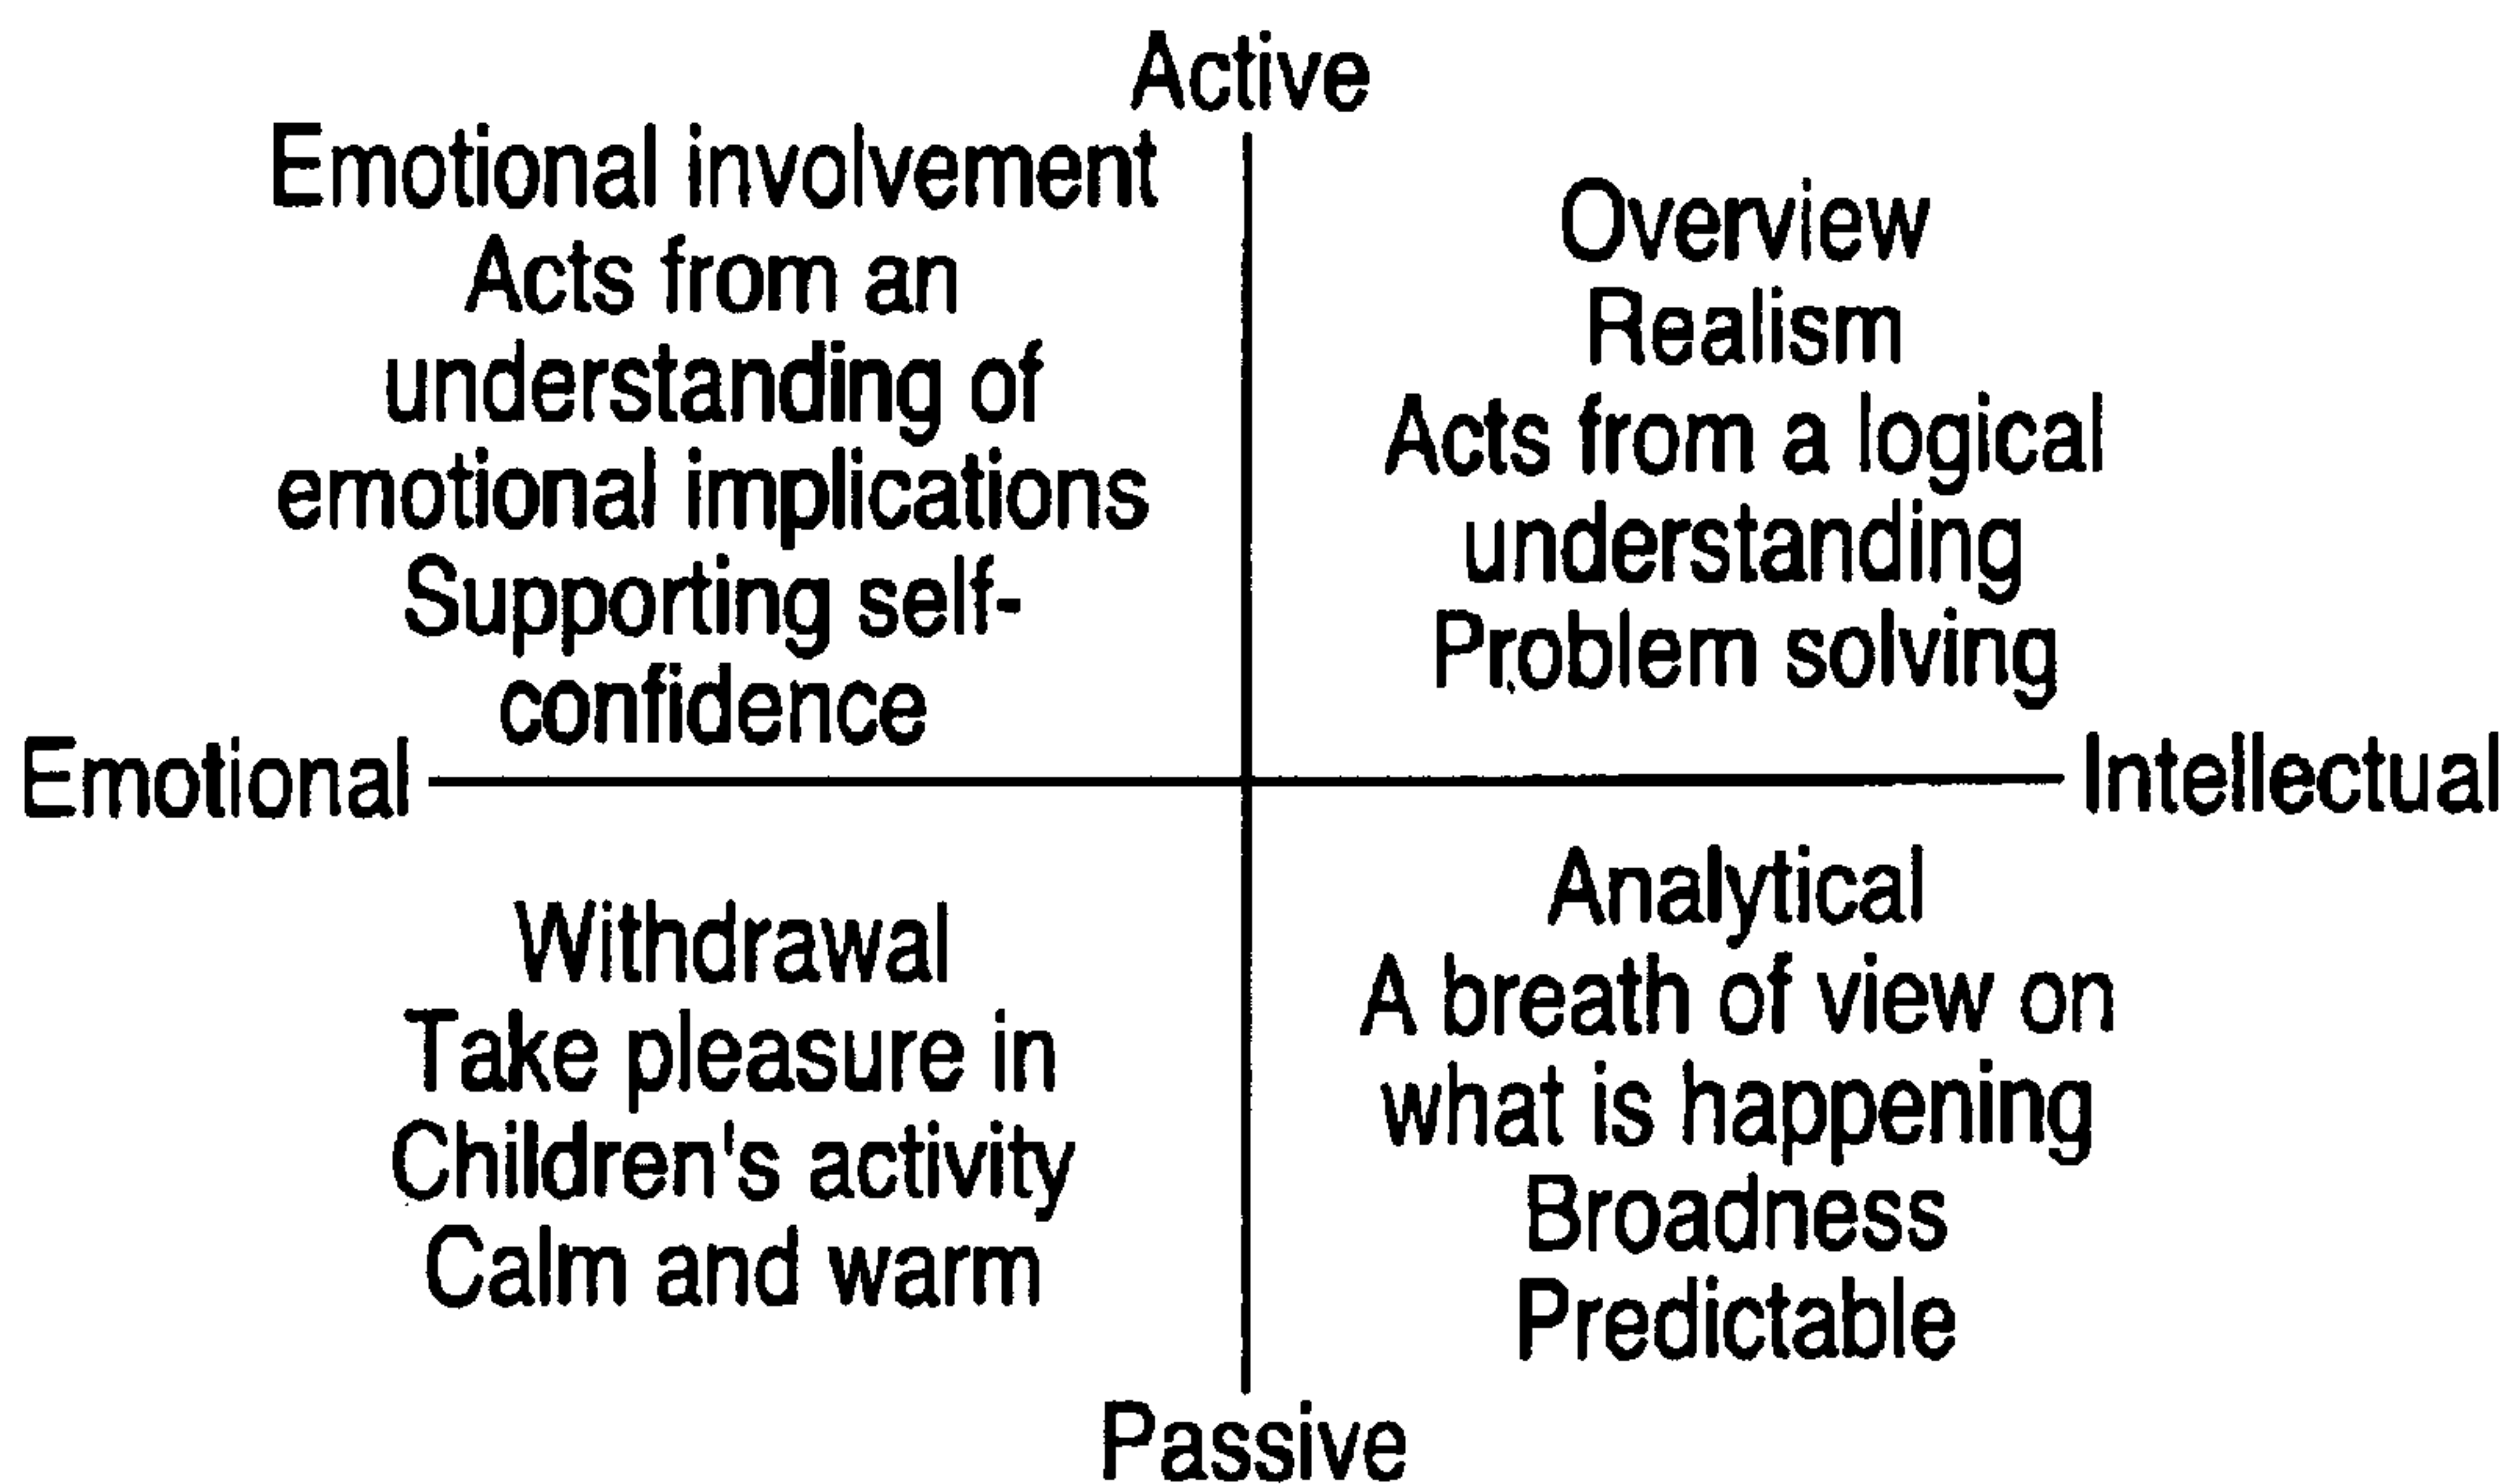 Active
Emotional involvement
Acts from an
understanding of
emotional implications
Supporting self-
confidence
Overview
Realism
Acts from a logical
understanding
Problem solving
Emotional
Intellectual
Withdrawal
Take pleasure in
Children's activity
Calm and warm
Analytical
A breath of view on
what is happening
Broadness
Predictable
Passive